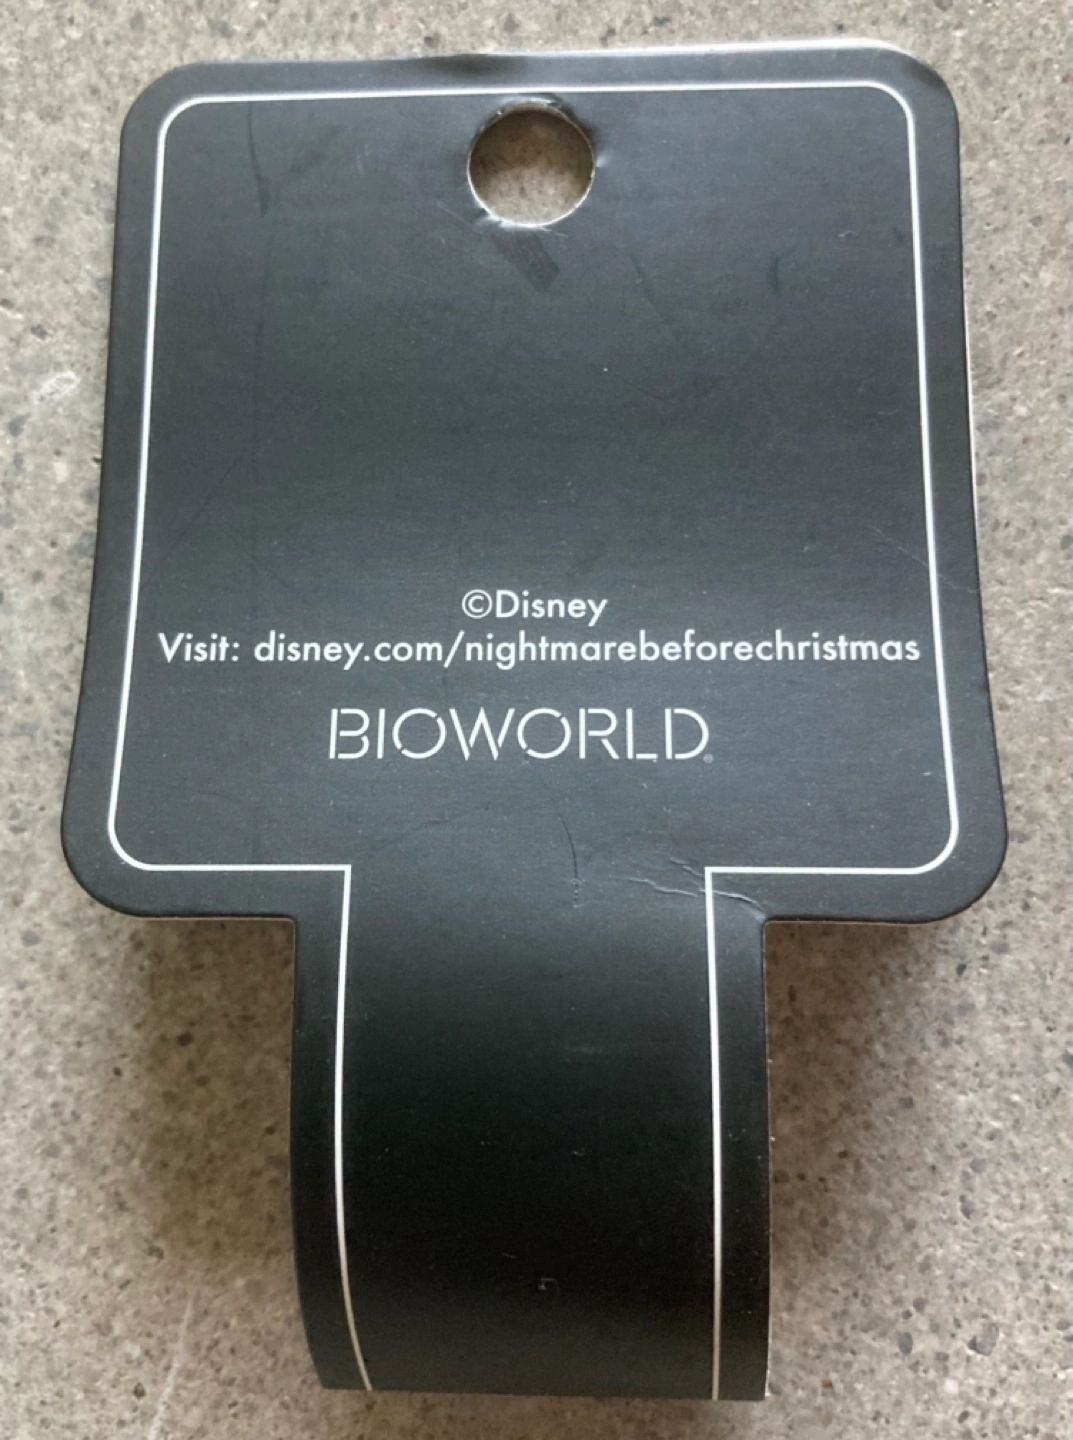 ©Disney
Visit: disney.com/nightmarebeforechristmas
BIOWORLD®